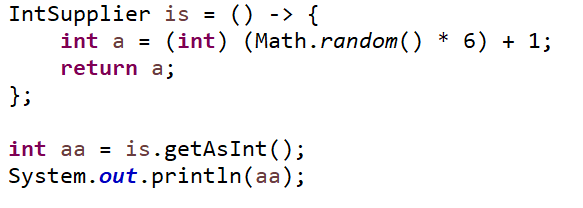 IntSupplier is = () -> {
    int a = (int) (Math.random() * 6) + 1;
    return a;
};

int aa = is.getAsInt();
System.out.println(aa);